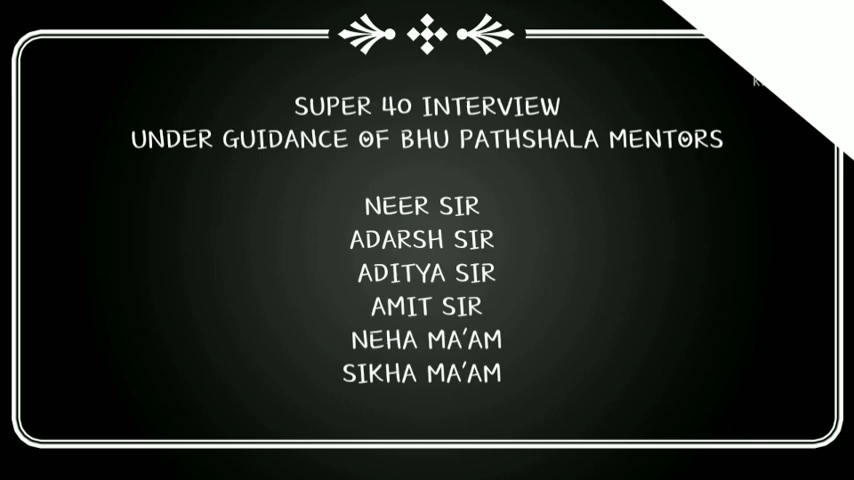 SUPER 40 INTERVIEW
UNDER GUIDANCE OF BHU PATHSHALA MENTORS
NEER SIR
ADARSH SIR
ADITYA SIR
AMIT SIR
NEHA MA'AM
SIKHA MA'AM